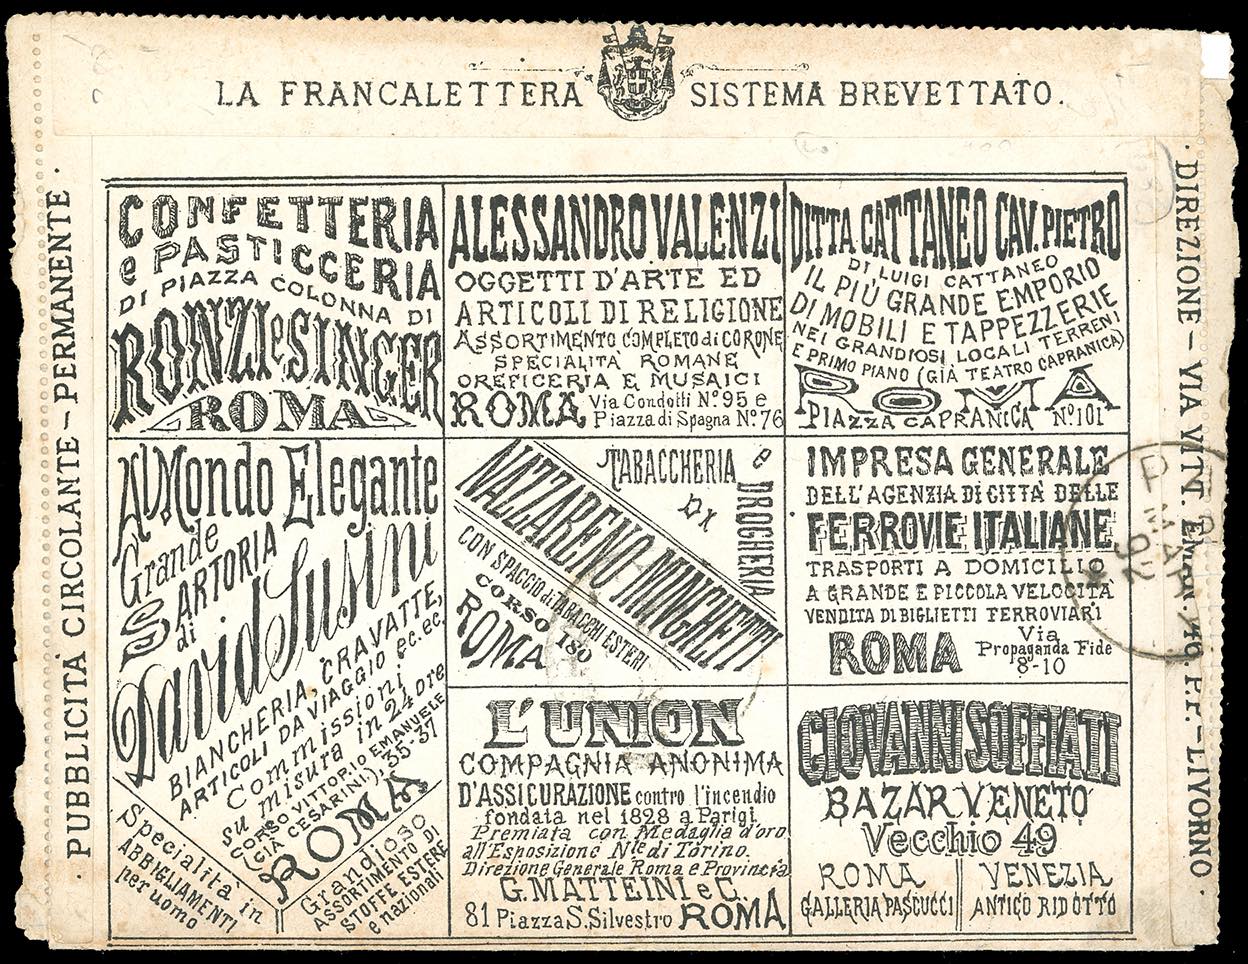 LA FRANCALETTERA SISTEMA BREVETTATO.
· PUBBLICITÀ CIRCOLANTE – PERMANENTE ·
CONFETTERIA
e PASTICCERIA
DI PIAZZA COLONNA DI
RONZI e SINGER
ROMA
ALESSANDRO VALENZI
OGGETTI D'ARTE ED
ARTICOLI DI RELIGIONE
ASSORTIMENTO COMPLETO di CORONE
SPECIALITÀ ROMANE
OREFICERIA E MUSAICI
ROMA Via Condotti N.º 95 e
Piazza di Spagna Nº. 76
DITTA CATTANEO CAV. PIETRO
DI LUIGI CATTANEO
IL PIÙ GRANDE EMPORIO
DI MOBILI E TAPPEZZERIE
NEI GRANDIOSI LOCALI TERRENI
E PRIMO PIANO (GIÀ TEATRO CAPRANICA)
ROMA
PIAZZA CAPRANICA Nº 101
Al Mondo Elegante
Grande
SARTORIA
di
David Susini
BIANCHERIA, CRAVATTE,
ARTICOLI DA VIAGGIO ec. ec.
Commissioni
su misura in 24 ore
CORSO VITTORIO EMANUELE
(GIÀ CESARINI), 35-37
ROMA
Specialità in
ABBIGLIAMENTI
per uomo
Grandioso
ASSORTIMENTO DI
STOFFE ESTERE
e nazionali
TABACCHERIA e
DROGHERIA
DI
NAZZARENO MINGHETTI
CON SPACCIO di TABACCHI ESTERI
CORSO 180
ROMA
IMPRESA GENERALE
DELL'AGENZIA DI CITTÀ DELLE
FERROVIE ITALIANE
TRASPORTI A DOMICILIO
A GRANDE E PICCOLA VELOCITÀ
VENDITA DI BIGLIETTI FERROVIARI
ROMA Via
Propaganda Fide
8-10
L'UNION
COMPAGNIA ANONIMA
D'ASSICURAZIONE contro l'incendio
fondata nel 1828 a Parigi
Premiata con Medaglia d'oro
all'Esposizione Nle di Torino.
Direzione Generale Roma e Provincia
G. MATTEINI e C.
81 Piazza S. Silvestro ROMA
GIOVANNI SOFFIATI
BAZAR VENETO
Vecchio 49
ROMA
GALLERIA PASCUCCI
VENEZIA
ANTICO RIDOTTO
· DIREZIONE – VIA VITT. EMAN. 40. P. P. – LIVORNO ·
P
MAR